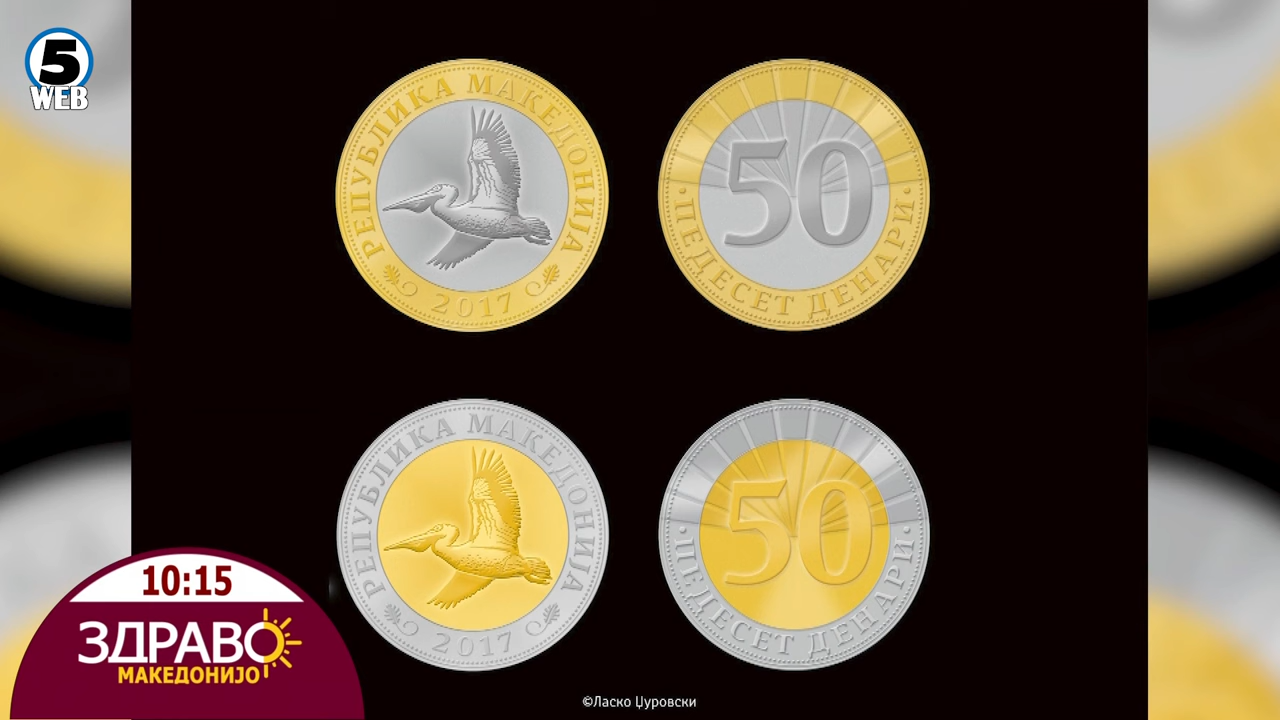 5
WEB
РЕПУБЛИКА МАКЕДОНИЈА
2017
50
ПЕДЕСЕТ ДЕНАРИ
РЕПУБЛИКА МАКЕДОНИЈА
2017
50
ПЕДЕСЕТ ДЕНАРИ
10:15
ЗДРАВО
МАКЕДОНИЈО
©Ласко Џуровски